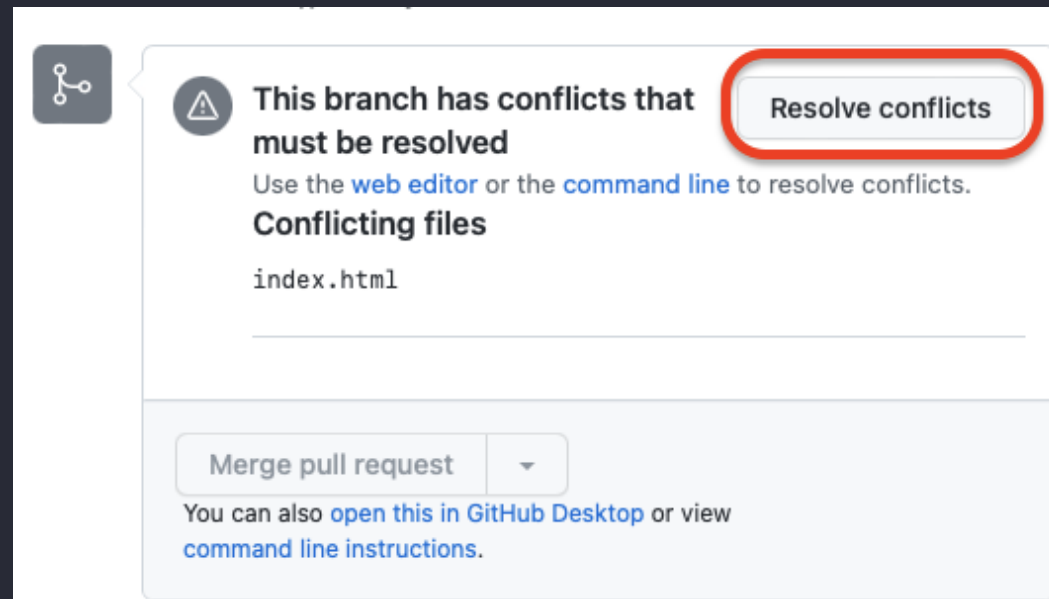 This branch has conflicts that
must be resolved
Resolve conflicts
Use the web editor or the command line to resolve conflicts.
Conflicting files
index.html
Merge pull request
You can also open this in GitHub Desktop or view
command line instructions.